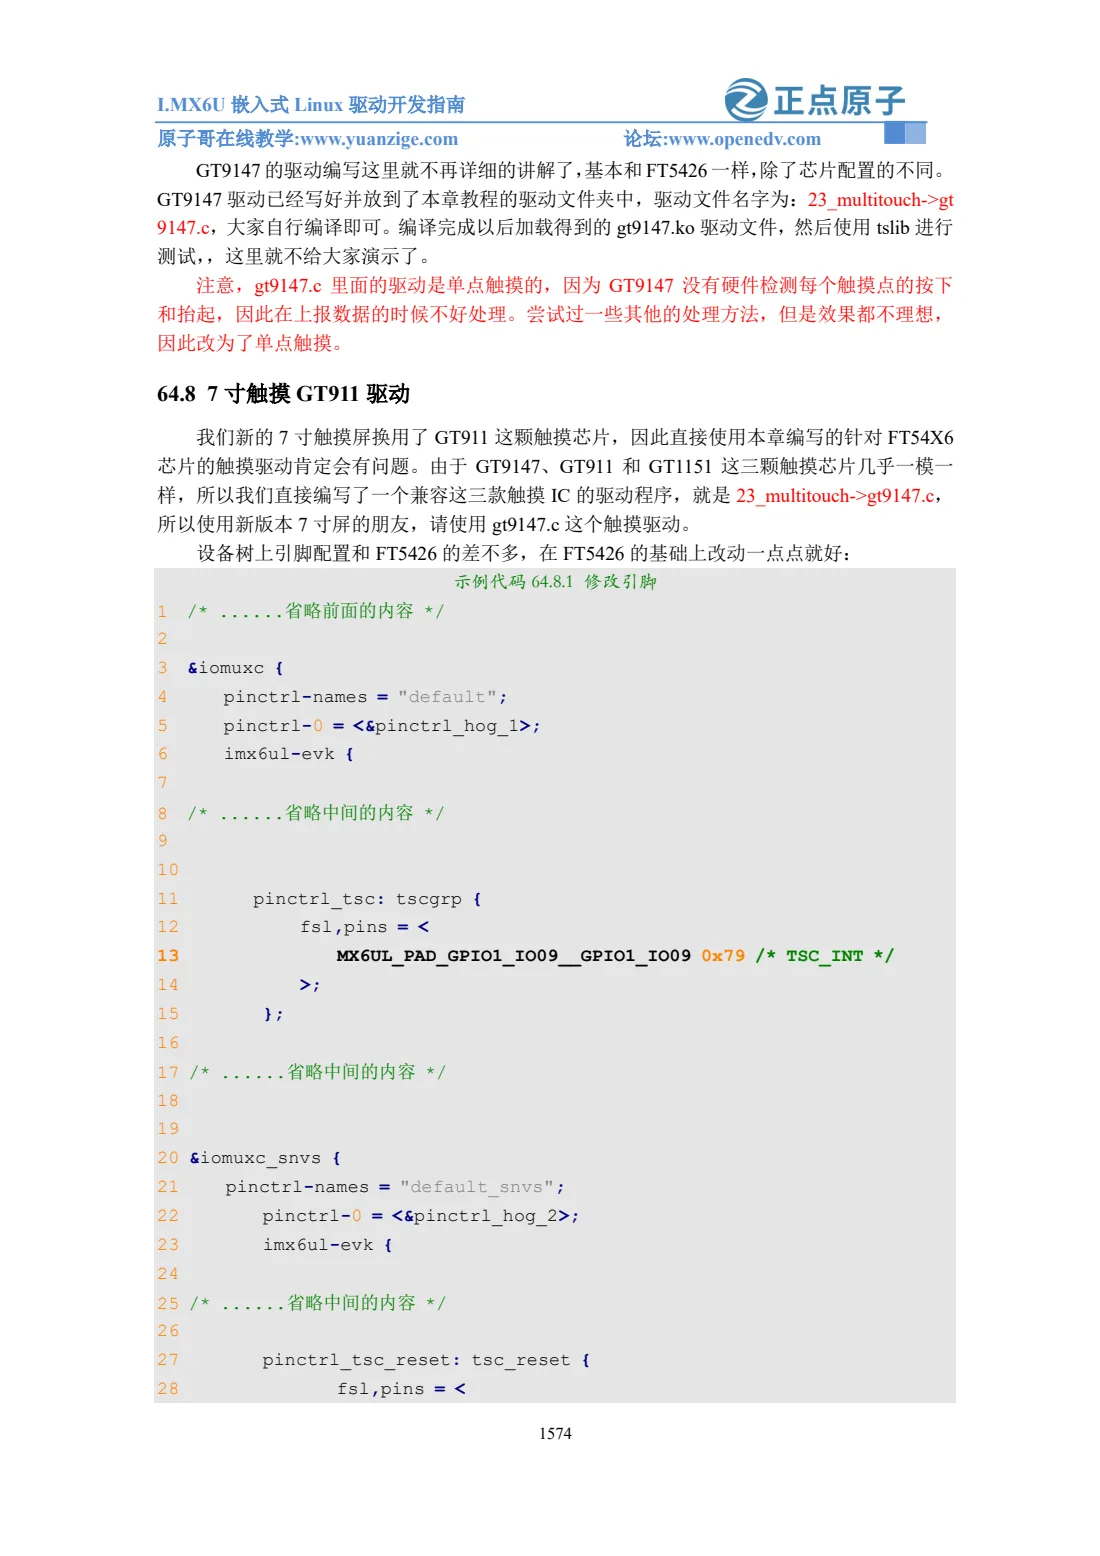 I.MX6U 嵌入式 Linux 驱动开发指南
正点原子
原子哥在线教学:www.yuanzige.com 论坛:www.openedv.com
GT9147 的驱动编写这里就不再详细的讲解了，基本和 FT5426 一样，除了芯片配置的不同。
GT9147 驱动已经写好并放到了本章教程的驱动文件夹中，驱动文件名字为：23_multitouch->gt
9147.c，大家自行编译即可。编译完成以后加载得到的 gt9147.ko 驱动文件，然后使用 tslib 进行
测试，，这里就不给大家演示了。
注意，gt9147.c 里面的驱动是单点触摸的，因为 GT9147 没有硬件检测每个触摸点的按下
和抬起，因此在上报数据的时候不好处理。尝试过一些其他的处理方法，但是效果都不理想，
因此改为了单点触摸。
64.8 7 寸触摸 GT911 驱动
我们新的 7 寸触摸屏换用了 GT911 这颗触摸芯片，因此直接使用本章编写的针对 FT54X6
芯片的触摸驱动肯定会有问题。由于 GT9147、GT911 和 GT1151 这三颗触摸芯片几乎一模一
样，所以我们直接编写了一个兼容这三款触摸 IC 的驱动程序，就是 23_multitouch->gt9147.c，
所以使用新版本 7 寸屏的朋友，请使用 gt9147.c 这个触摸驱动。
设备树上引脚配置和 FT5426 的差不多，在 FT5426 的基础上改动一点点就好：
示例代码 64.8.1 修改引脚
1 /* ......省略前面的内容 */
2
3 &iomuxc {
4 pinctrl-names = "default";
5 pinctrl-0 = <&pinctrl_hog_1>;
6 imx6ul-evk {
7
8 /* ......省略中间的内容 */
9
10
11 pinctrl_tsc: tscgrp {
12 fsl,pins = <
13 MX6UL_PAD_GPIO1_IO09__GPIO1_IO09 0x79 /* TSC_INT */
14 >;
15 };
16
17 /* ......省略中间的内容 */
18
19
20 &iomuxc_snvs {
21 pinctrl-names = "default_snvs";
22 pinctrl-0 = <&pinctrl_hog_2>;
23 imx6ul-evk {
24
25 /* ......省略中间的内容 */
26
27 pinctrl_tsc_reset: tsc_reset {
28 fsl,pins = <
1574